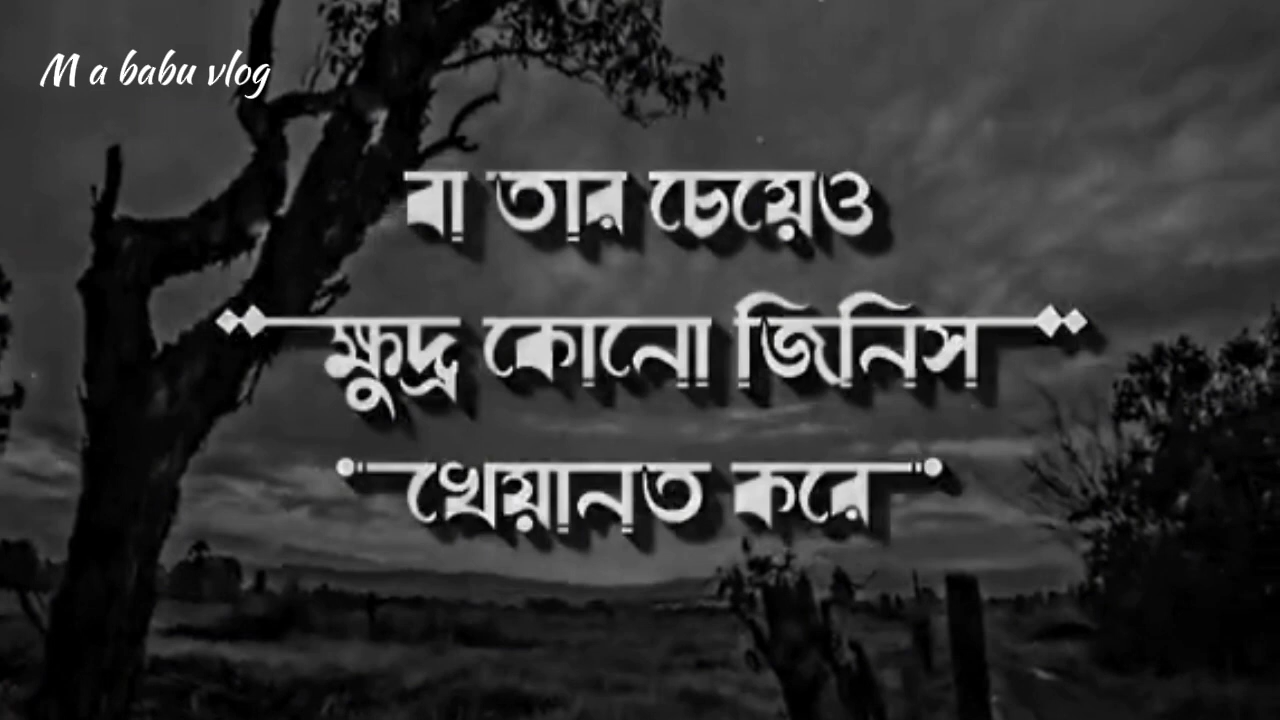 M a babu vlog
বা তার চেয়েও
ক্ষুদ্র কোনো জিনিস
খেয়ানত করে